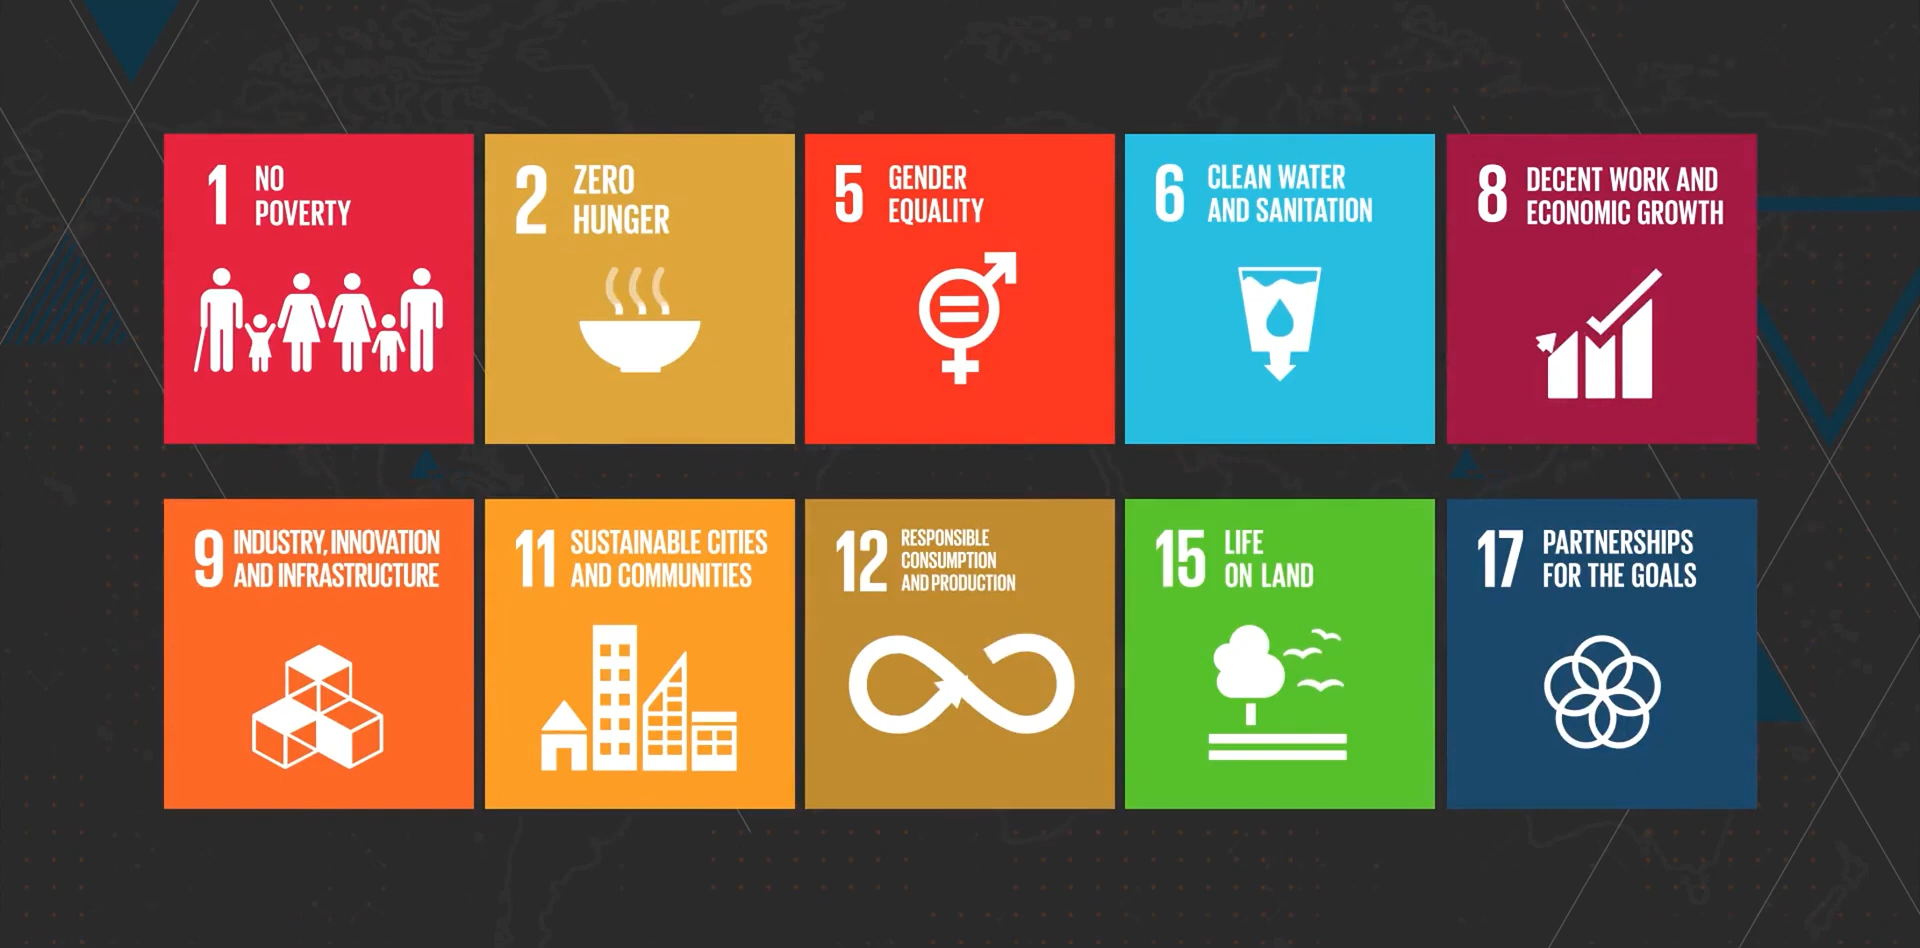 1 NO
POVERTY
2 ZERO
HUNGER
5 GENDER
EQUALITY
6 CLEAN WATER
AND SANITATION
8 DECENT WORK AND
ECONOMIC GROWTH
9 INDUSTRY, INNOVATION
AND INFRASTRUCTURE
11 SUSTAINABLE CITIES
AND COMMUNITIES
12 RESPONSIBLE
CONSUMPTION
AND PRODUCTION
15 LIFE
ON LAND
17 PARTNERSHIPS
FOR THE GOALS